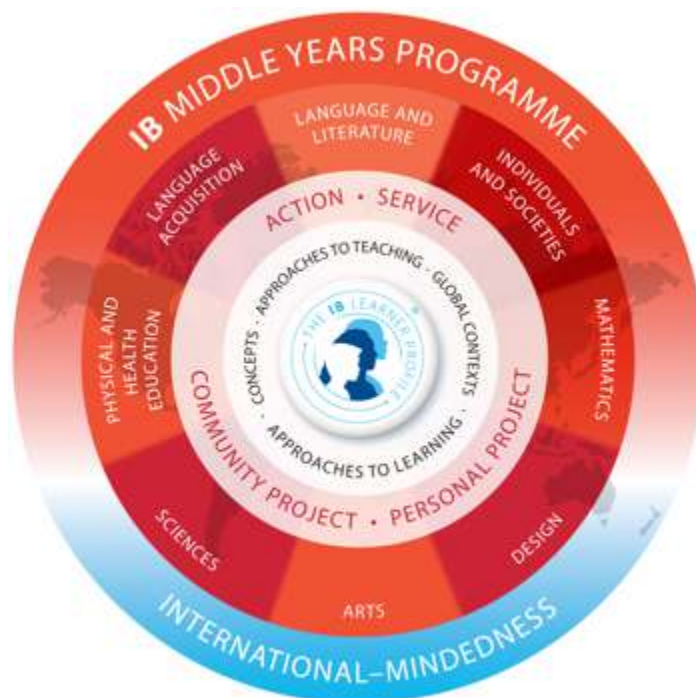 IB MIDDLE YEARS PROGRAMME
LANGUAGE AND
LITERATURE
INDIVIDUALS
AND SOCIETIES
MATHEMATICS
DESIGN
ARTS
SCIENCES
PHYSICAL AND
HEALTH
EDUCATION
LANGUAGE
ACQUISITION
ACTION • SERVICE
COMMUNITY PROJECT • PERSONAL PROJECT
APPROACHES TO TEACHING · GLOBAL CONTEXTS ·
APPROACHES TO LEARNING
· CONCEPTS ·
• THE IB LEARNER PROFILE •
®
INTERNATIONAL–MINDEDNESS